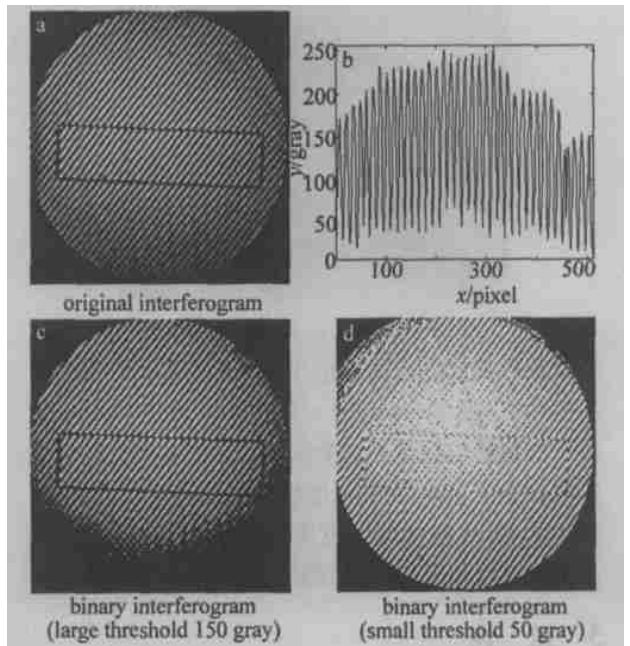 a
b
250
200
150
100
50
0
y/gray
100
300
500
x/pixel
original interferogram
c
d
binary interferogram
(large threshold 150 gray)
binary interferogram
(small threshold 50 gray)